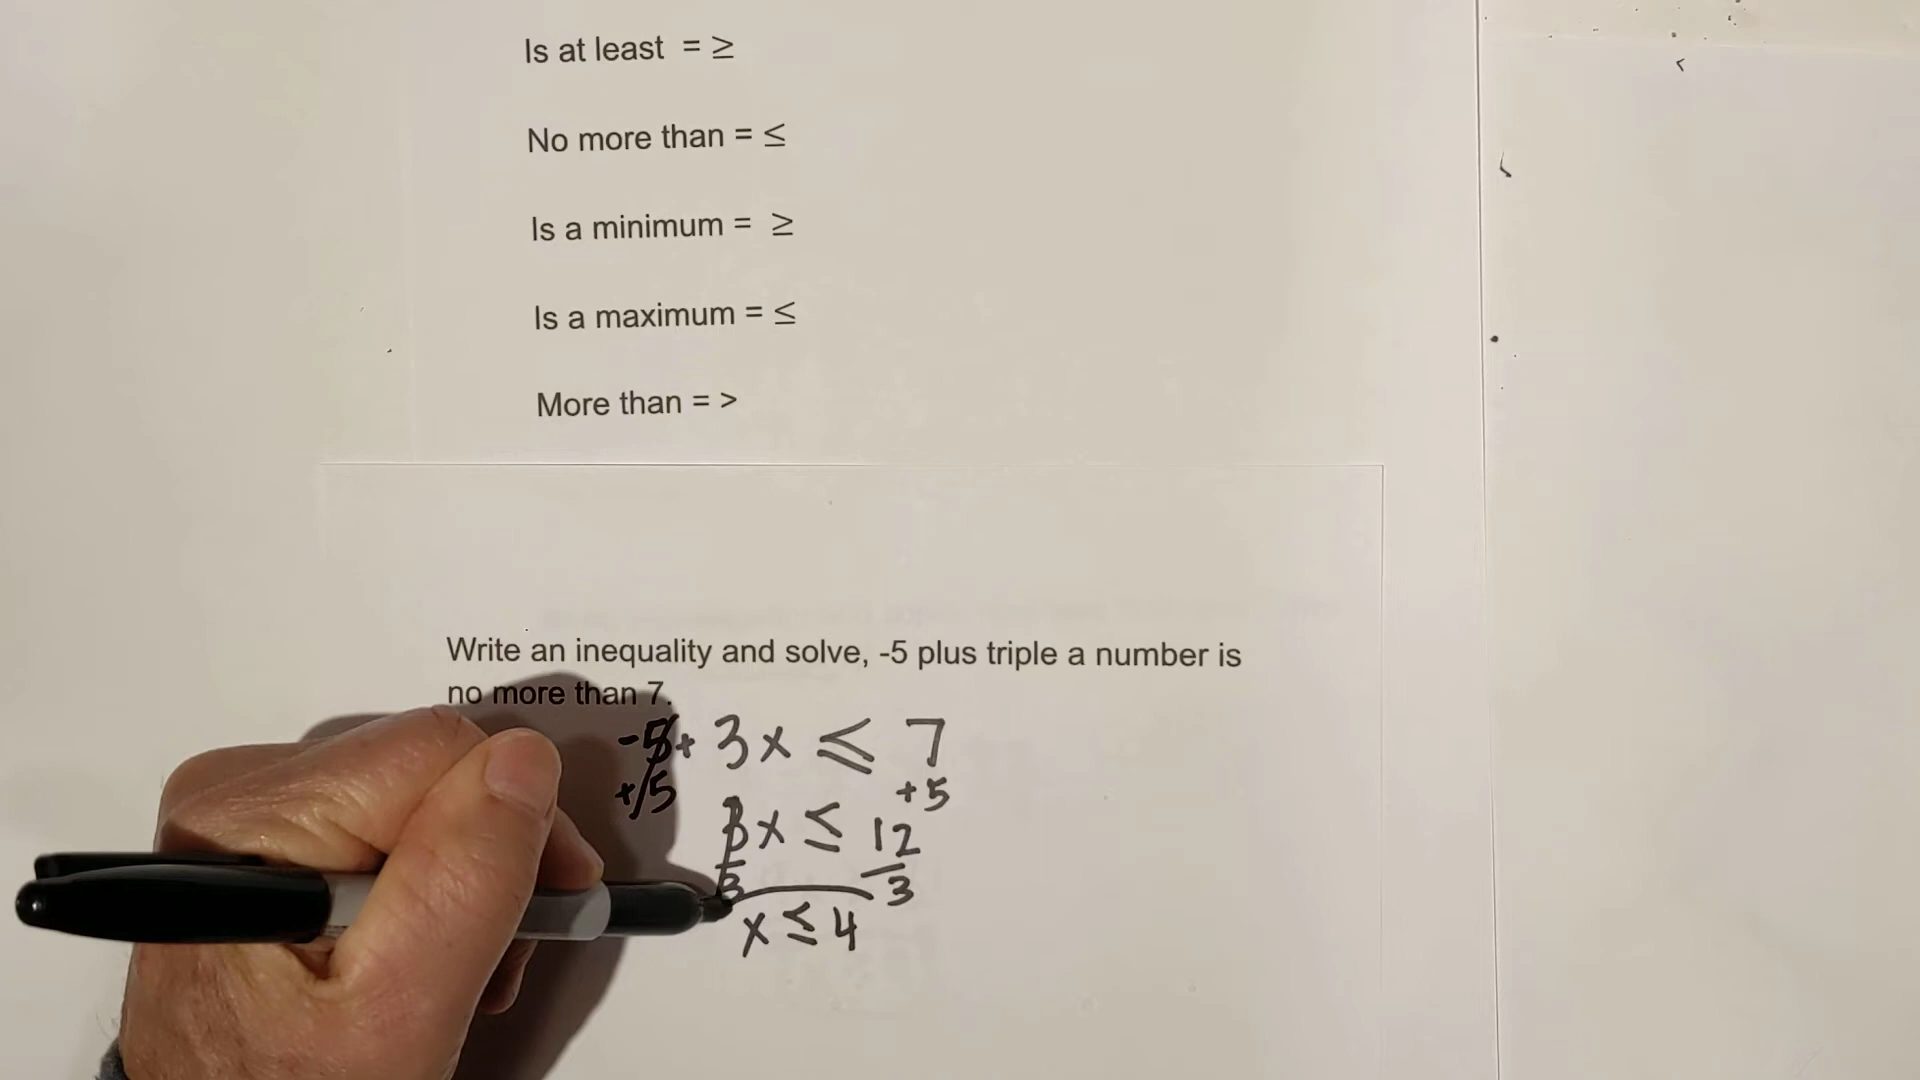 Is at least = ≥
No more than = ≤
Is a minimum = ≥
Is a maximum = ≤
More than = >
Write an inequality and solve, -5 plus triple a number is
no more than 7.
-5 + 3x ≤ 7
+5 +5
3x ≤ 12
3 3
x ≤ 4